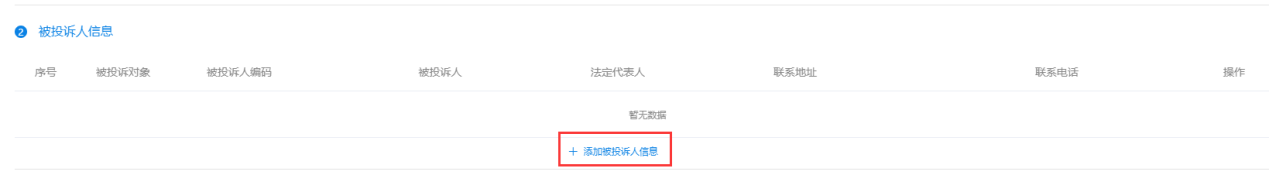 2 被投诉人信息
序号 被投诉对象 被投诉人编码 被投诉人 法定代表人 联系地址 联系电话 操作
暂无数据
+ 添加被投诉人信息